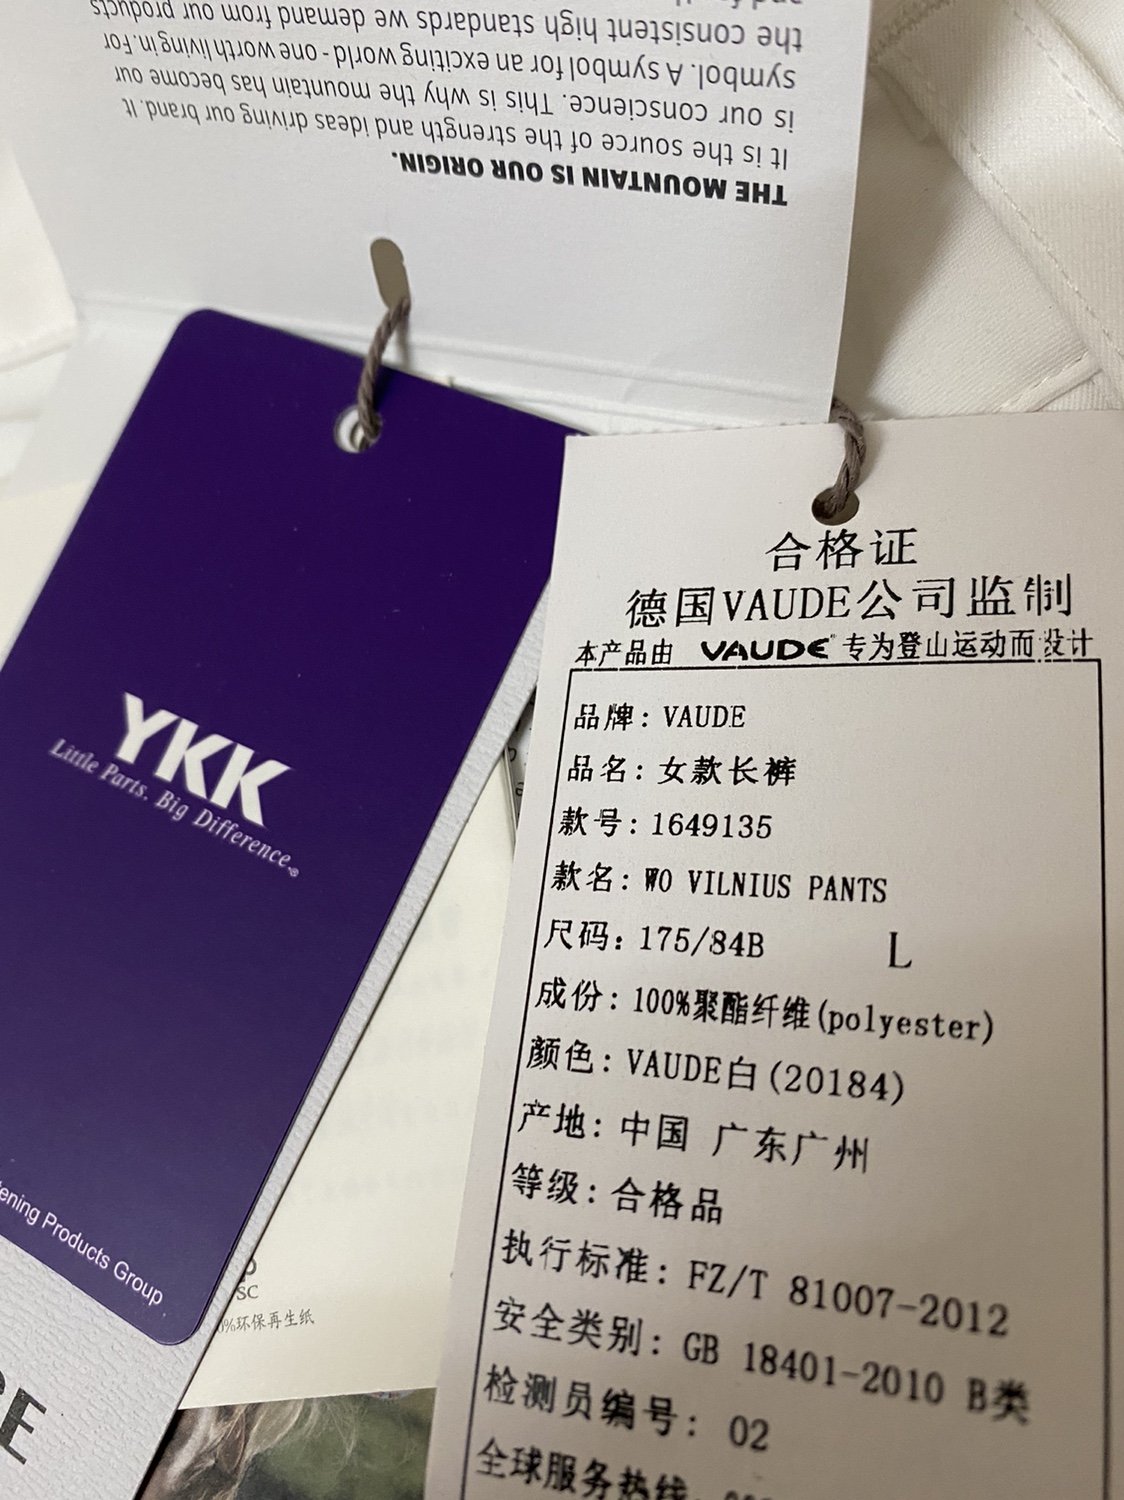 THE MOUNTAIN IS OUR ORIGIN.
It is the source of the strength and ideas driving our brand. It
is our conscience. This is why the mountain has become our
symbol. A symbol for an exciting world - one worth living in. For
the consistent high standards we demand from our products
YKK
Little Parts. Big Difference.®
Products Group
SC
%环保再生纸
合格证
德国VAUDE公司监制
本产品由 VAUDE® 专为登山运动而设计
品牌：VAUDE
品名：女款长裤
款号：1649135
款名：WO VILNIUS PANTS
尺码：175/84B L
成份：100%聚酯纤维(polyester)
颜色：VAUDE白(20184)
产地：中国 广东广州
等级：合格品
执行标准：FZ/T 81007-2012
安全类别：GB 18401-2010 B类
检测员编号：02
全球服务热线